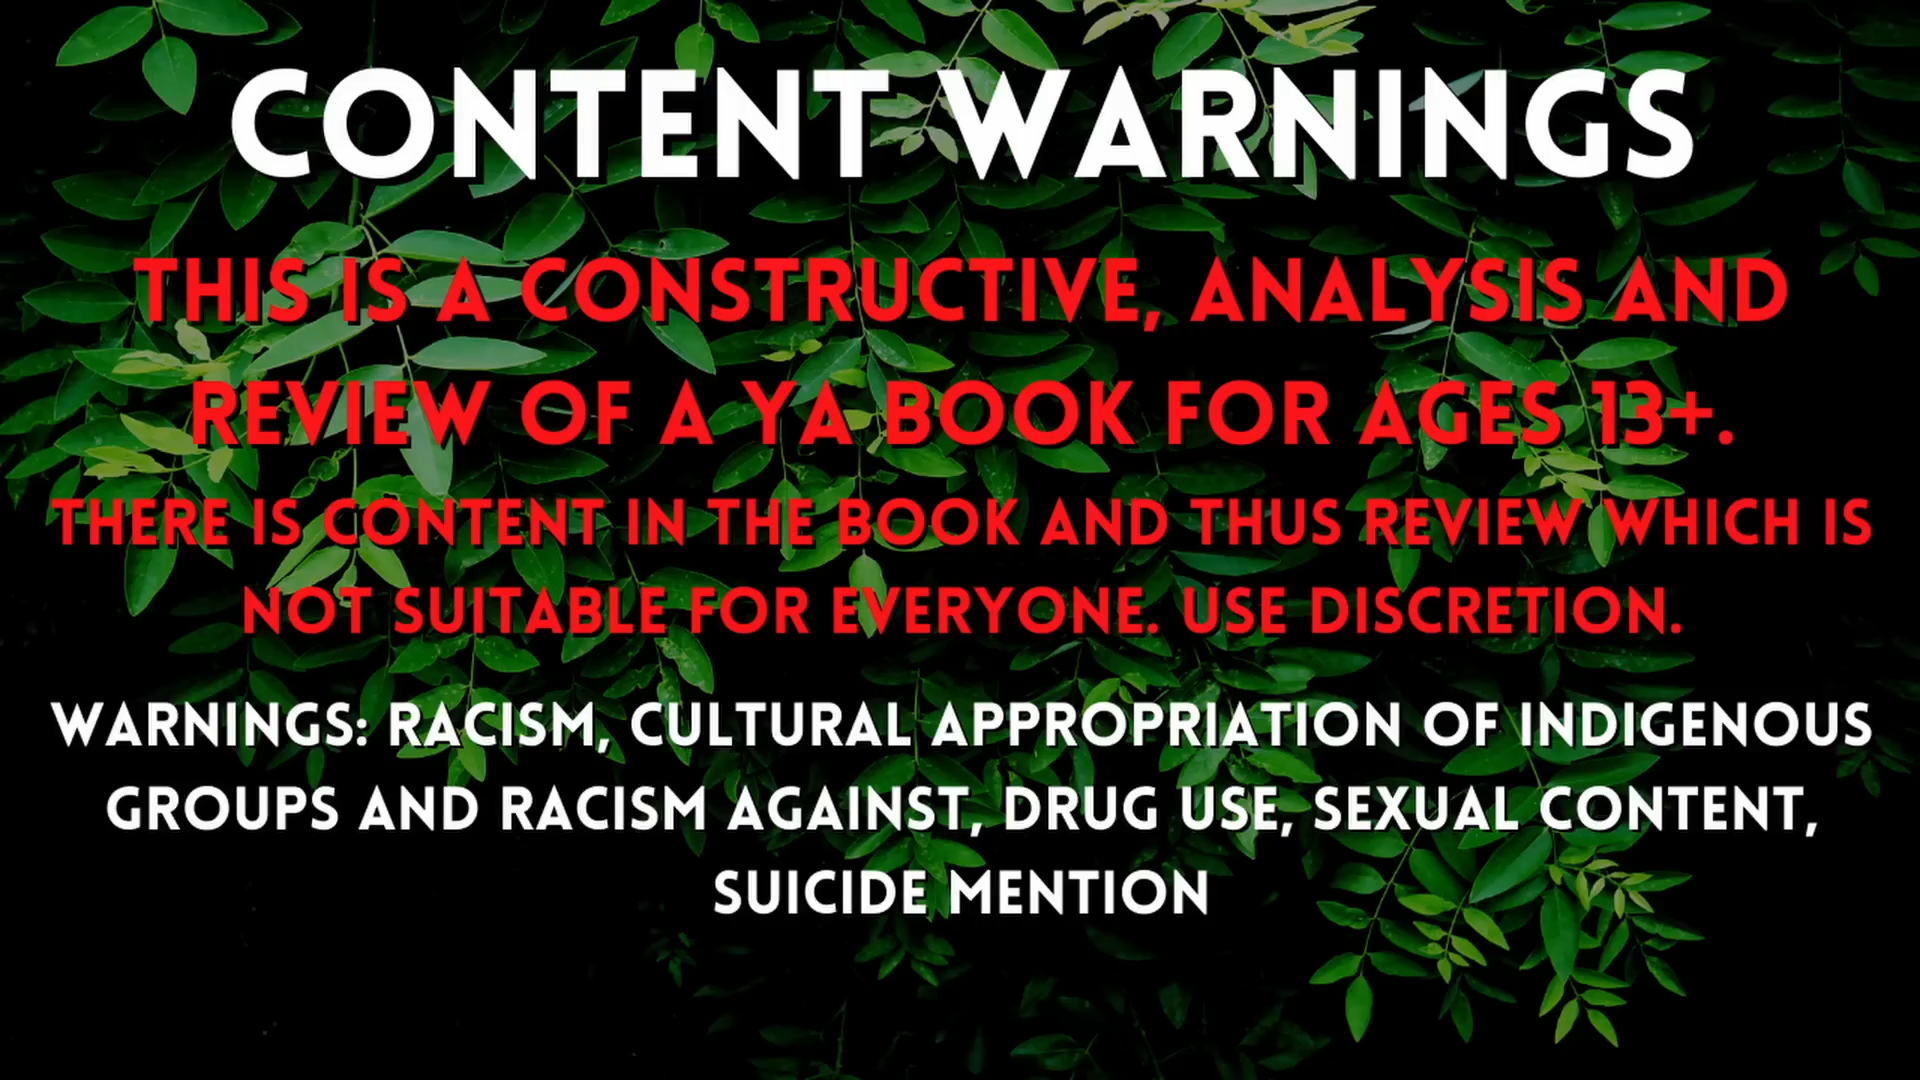 CONTENT WARNINGS
THIS IS A CONSTRUCTIVE, ANALYSIS AND
REVIEW OF A YA BOOK FOR AGES 13+.
THERE IS CONTENT IN THE BOOK AND THUS REVIEW WHICH IS
NOT SUITABLE FOR EVERYONE. USE DISCRETION.
WARNINGS: RACISM, CULTURAL APPROPRIATION OF INDIGENOUS
GROUPS AND RACISM AGAINST, DRUG USE, SEXUAL CONTENT,
SUICIDE MENTION